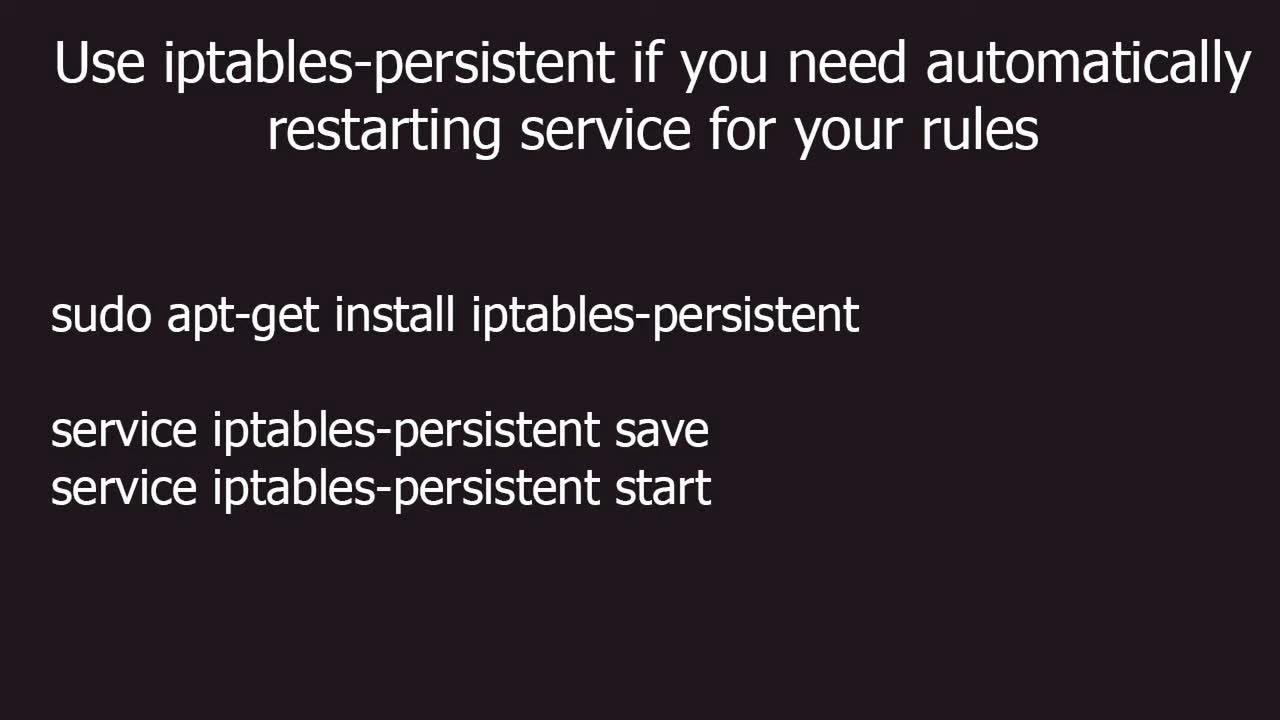 Use iptables-persistent if you need automatically
restarting service for your rules
sudo apt-get install iptables-persistent
service iptables-persistent save
service iptables-persistent start